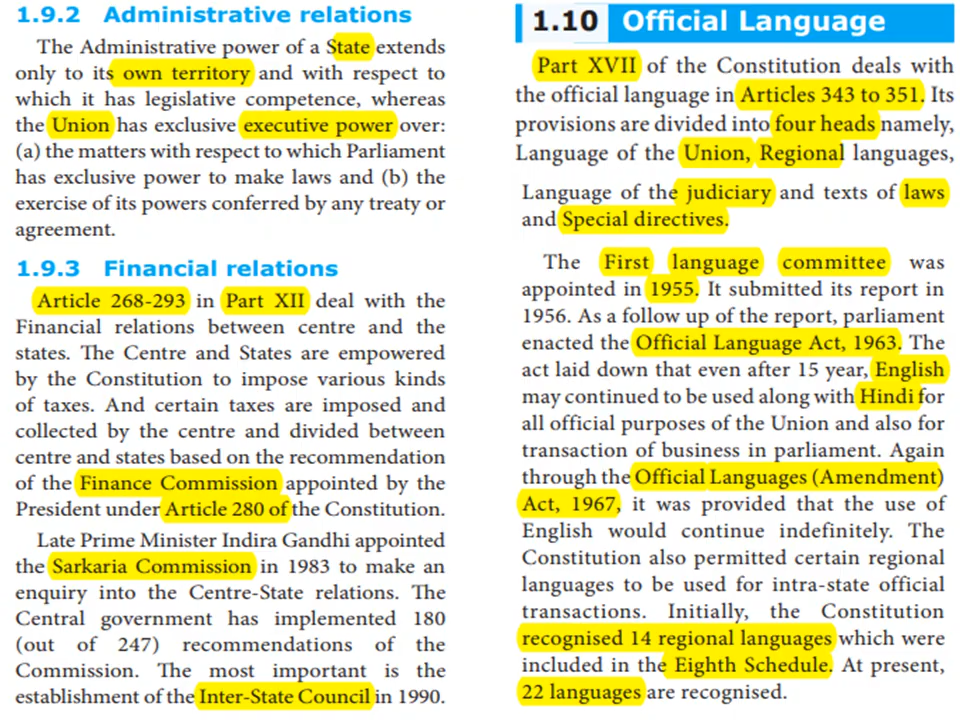 1.9.2 Administrative relations
The Administrative power of a State extends
only to its own territory and with respect to
which it has legislative competence, whereas
the Union has exclusive executive power over:
(a) the matters with respect to which Parliament
has exclusive power to make laws and (b) the
exercise of its powers conferred by any treaty or
agreement.
1.9.3 Financial relations
Article 268-293 in Part XII deal with the
Financial relations between centre and the
states. The Centre and States are empowered
by the Constitution to impose various kinds
of taxes. And certain taxes are imposed and
collected by the centre and divided between
centre and states based on the recommendation
of the Finance Commission appointed by the
President under Article 280 of the Constitution.
Late Prime Minister Indira Gandhi appointed
the Sarkaria Commission in 1983 to make an
enquiry into the Centre-State relations. The
Central government has implemented 180
(out of 247) recommendations of the
Commission. The most important is the
establishment of the Inter-State Council in 1990.
1.10 Official Language
Part XVII of the Constitution deals with
the official language in Articles 343 to 351. Its
provisions are divided into four heads namely,
Language of the Union, Regional languages,
Language of the judiciary and texts of laws
and Special directives.
The First language committee was
appointed in 1955. It submitted its report in
1956. As a follow up of the report, parliament
enacted the Official Language Act, 1963. The
act laid down that even after 15 year, English
may continued to be used along with Hindi for
all official purposes of the Union and also for
transaction of business in parliament. Again
through the Official Languages (Amendment)
Act, 1967, it was provided that the use of
English would continue indefinitely. The
Constitution also permitted certain regional
languages to be used for intra-state official
transactions. Initially, the Constitution
recognised 14 regional languages which were
included in the Eighth Schedule. At present,
22 languages are recognised.